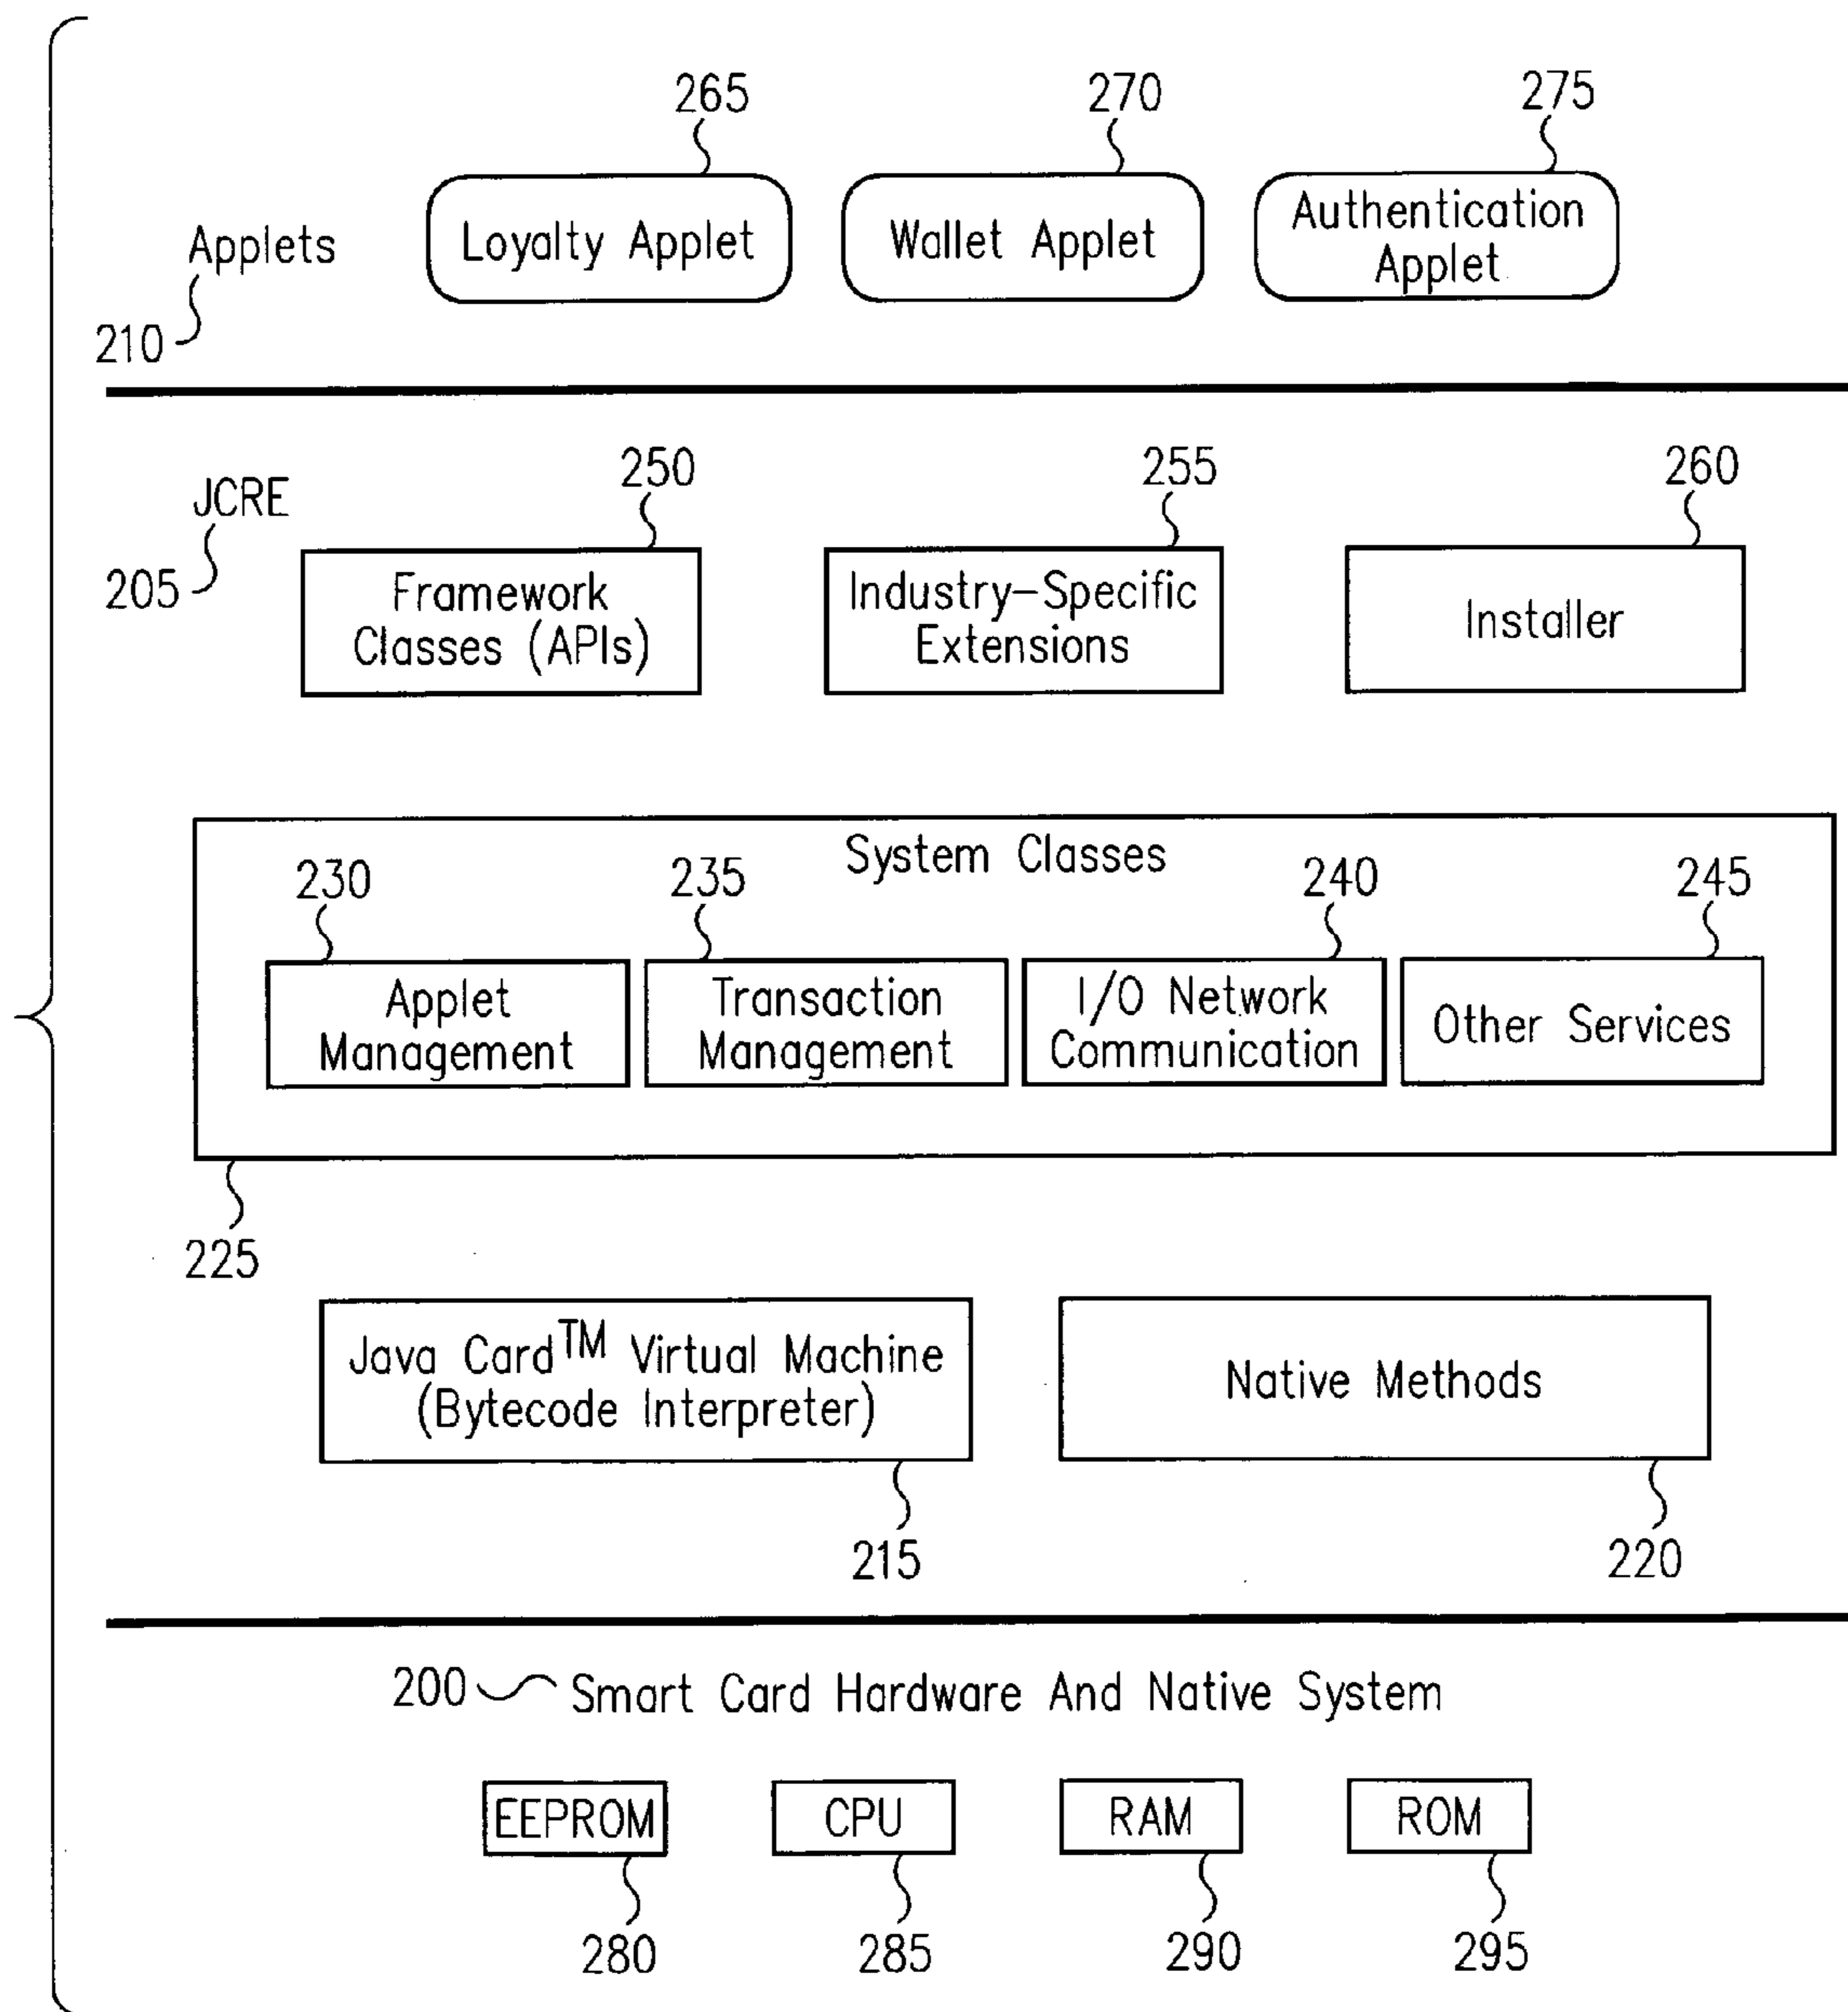 265
270
275
Applets
Loyalty Applet
Wallet Applet
Authentication
Applet
210
JCRE
205
250
255
260
Framework
Classes (APIs)
Industry-Specific
Extensions
Installer
System Classes
230
235
240
245
Applet
Management
Transaction
Management
I/O Network
Communication
Other Services
225
Java Card™ Virtual Machine
(Bytecode Interpreter)
Native Methods
215
220
200 Smart Card Hardware And Native System
EEPROM
CPU
RAM
ROM
280
285
290
295